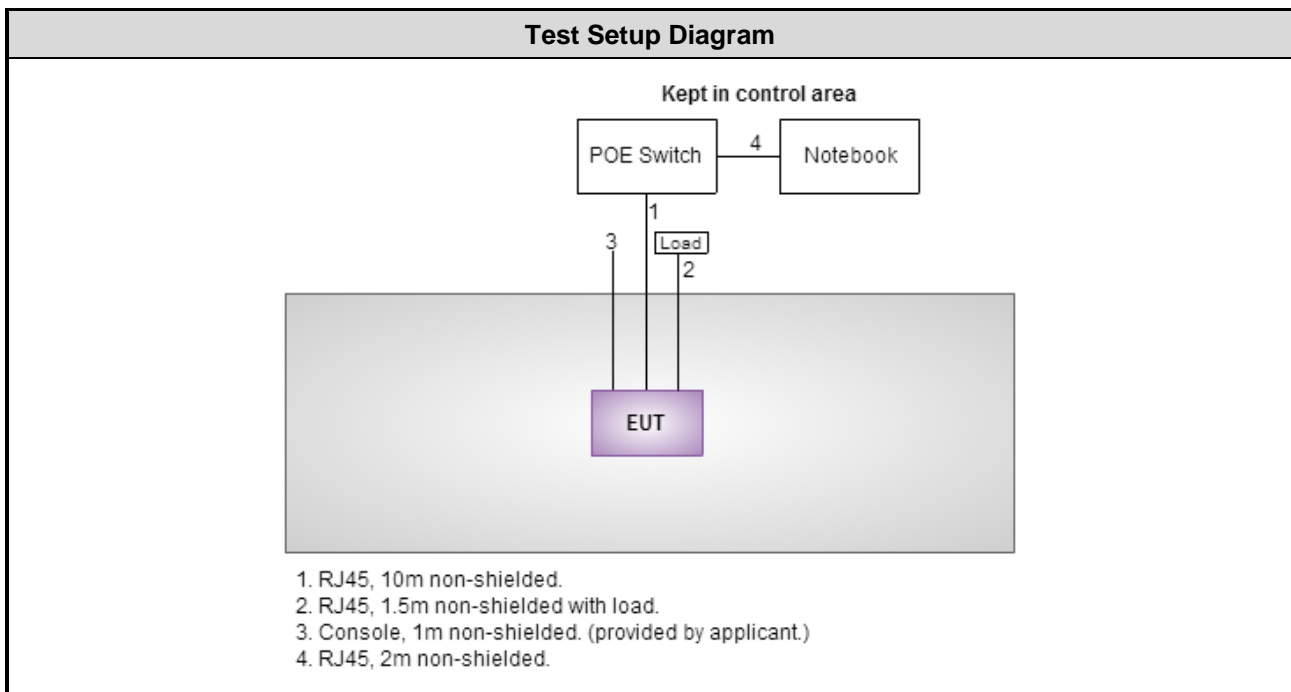 Test Setup Diagram
Kept in control area
POE Switch
4
Notebook
1
3
Load
2
EUT
1. RJ45, 10m non-shielded.
2. RJ45, 1.5m non-shielded with load.
3. Console, 1m non-shielded. (provided by applicant.)
4. RJ45, 2m non-shielded.